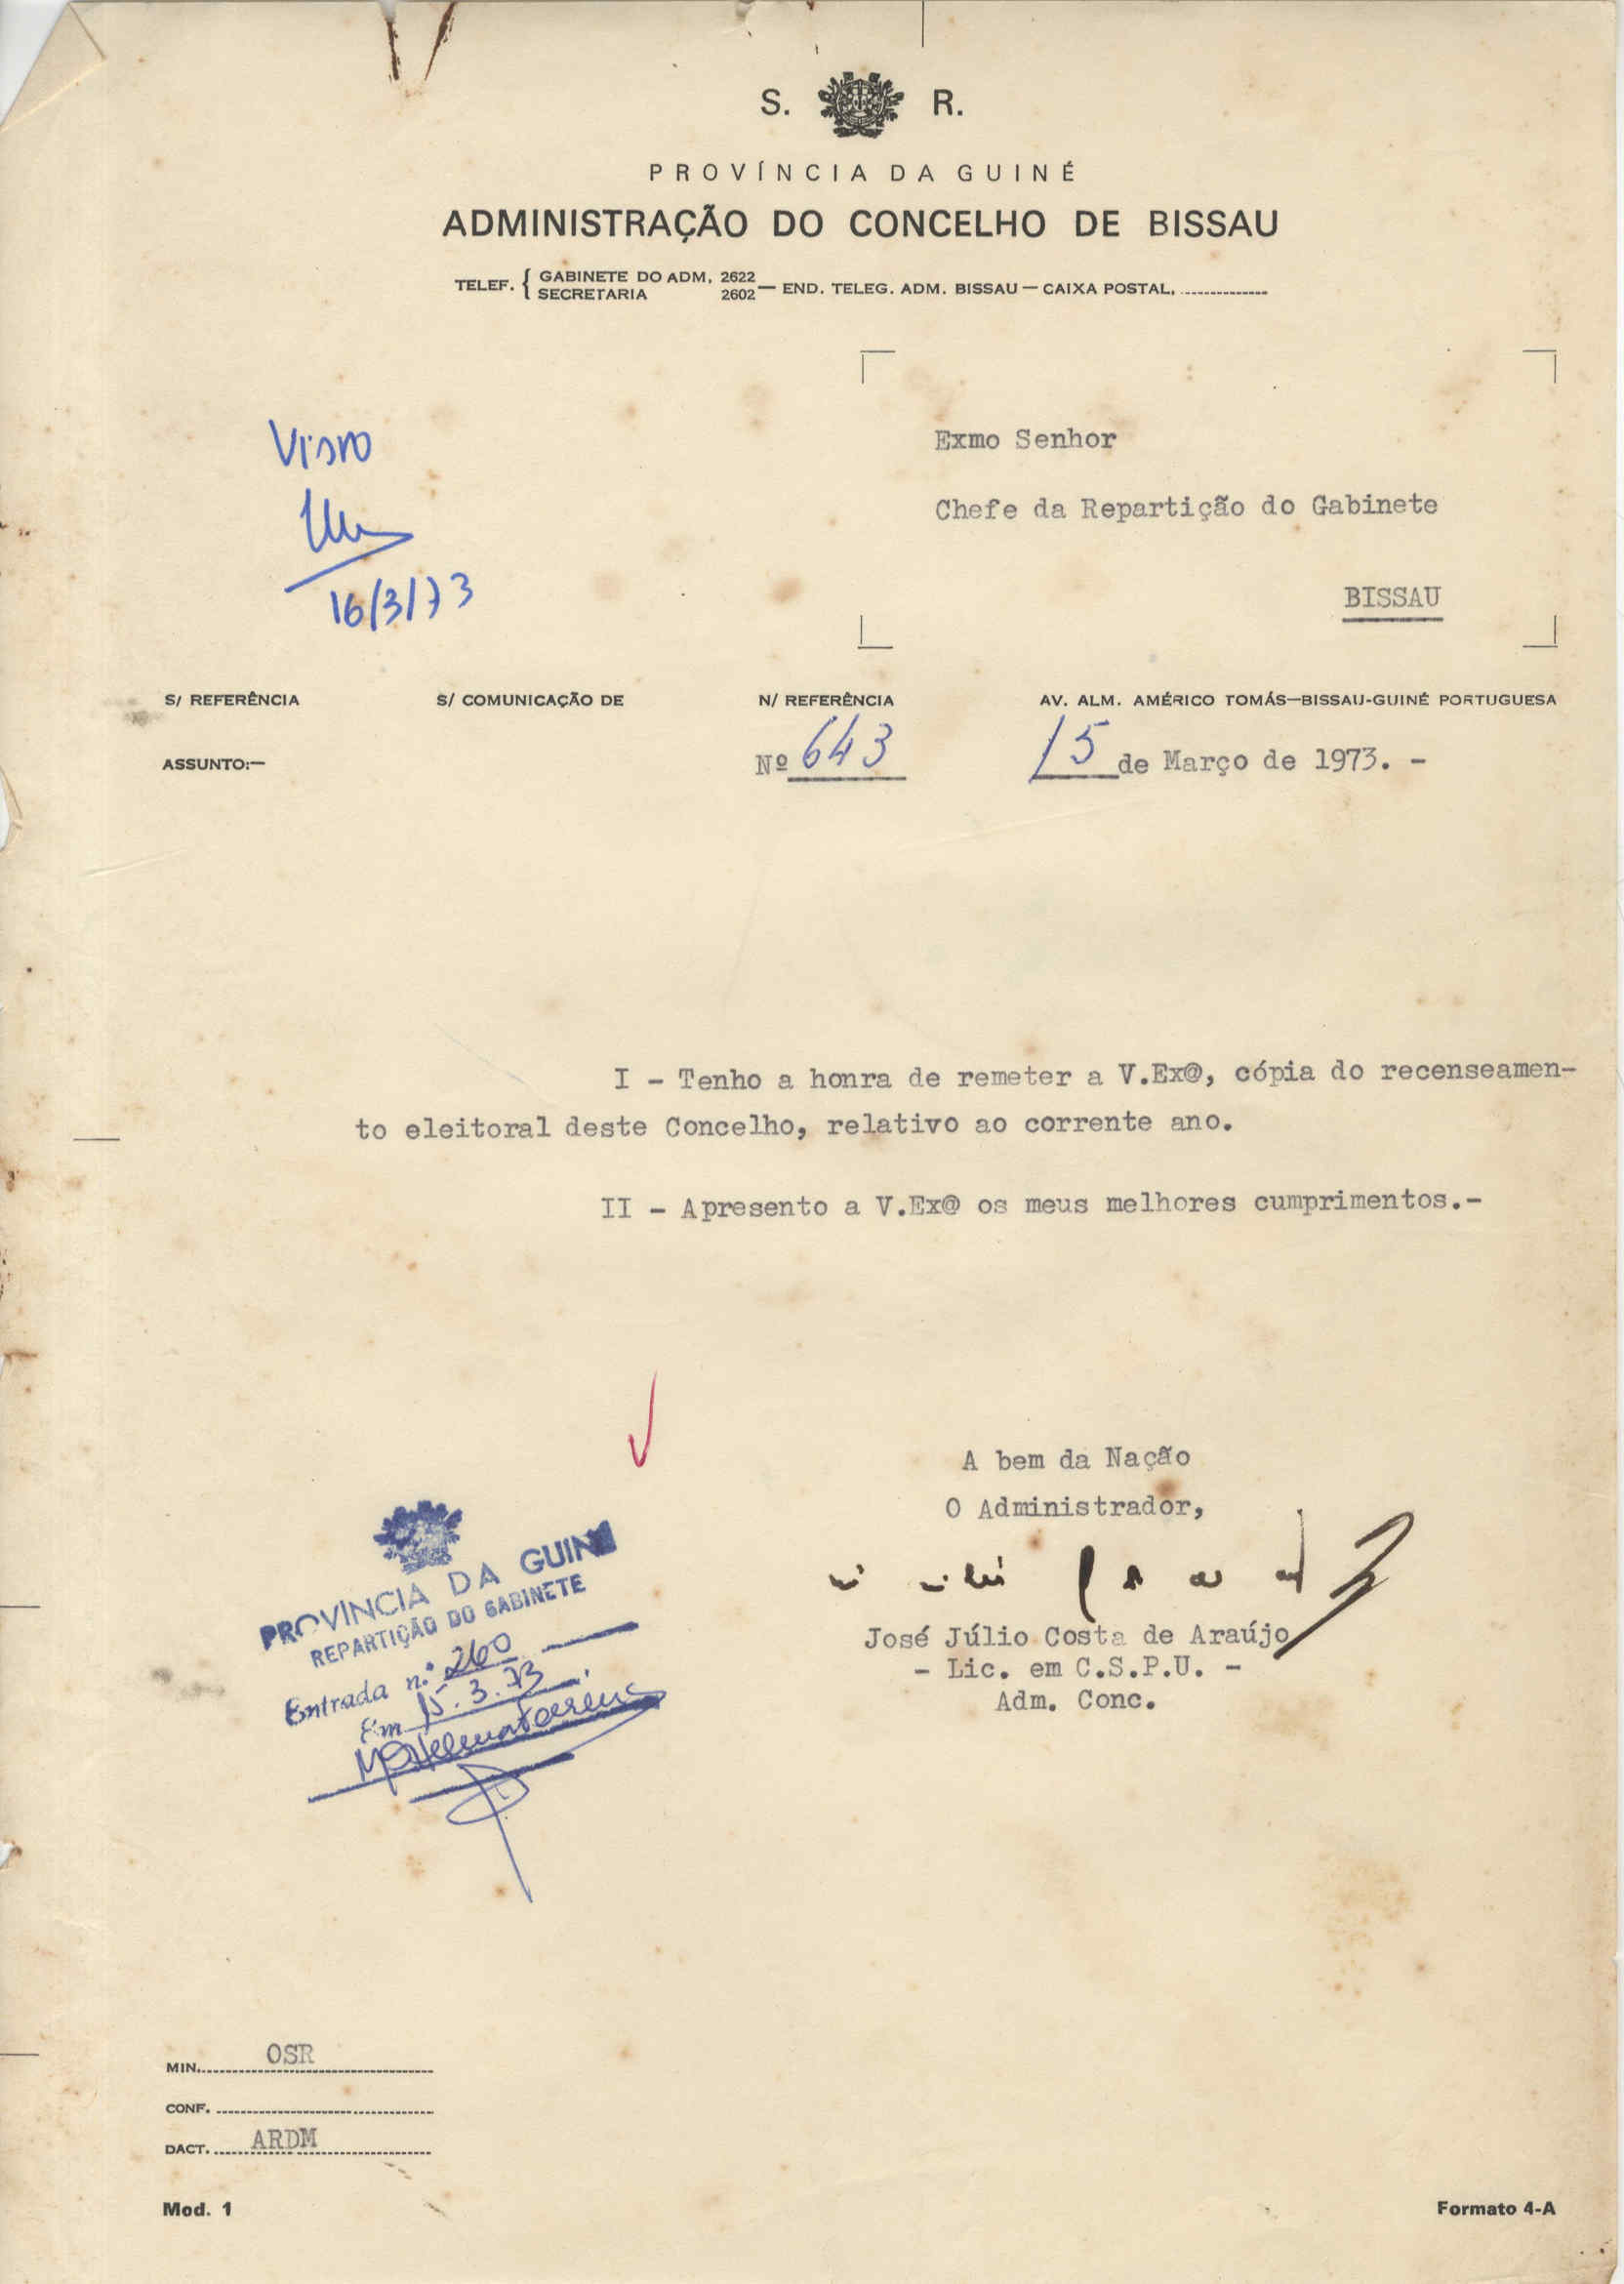 S. R.
PROVÍNCIA DA GUINÉ
ADMINISTRAÇÃO DO CONCELHO DE BISSAU
TELEF. { GABINETE DO ADM. 2622
SECRETARIA 2602 — END. TELEG. ADM. BISSAU — CAIXA POSTAL. ..............
Visto
16/3/73
Exmo Senhor
Chefe da Repartição do Gabinete
BISSAU
S/ REFERÊNCIA S/ COMUNICAÇÃO DE N/ REFERÊNCIA AV. ALM. AMÉRICO TOMÁS—BISSAU-GUINÉ PORTUGUESA
ASSUNTO:— Nº 643 15 de Março de 1973. -
I - Tenho a honra de remeter a V.Ex@, cópia do recenseamen-
to eleitoral deste Concelho, relativo ao corrente ano.
II - Apresento a V.Ex@ os meus melhores cumprimentos.-
A bem da Nação
O Administrador,
José Júlio Costa de Araújo
- Lic. em C.S.P.U. -
Adm. Conc.
PROVÍNCIA DA GUINÉ
REPARTIÇÃO DO GABINETE
Entrada n.º 260
Em 15.3.73
MIN. OSR
CONF.
DACT. ARDM
Mod. 1 Formato 4-A